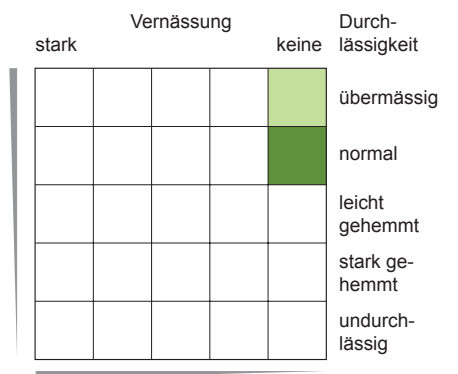 Vernässung Durch-
stark keine lässigkeit
übermässig
normal
leicht
gehemmt
stark ge-
hemmt
undurch-
lässig